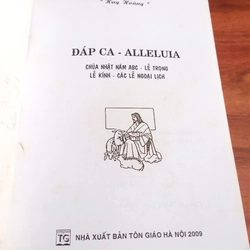 * Huy Hoàng *
ĐÁP CA - ALLELUIA
CHÚA NHẬT NĂM ABC - LỄ TRỌNG
LỄ KÍNH - CÁC LỄ NGOẠI LỊCH
TG
NHÀ XUẤT BẢN TÔN GIÁO HÀ NỘI 2009